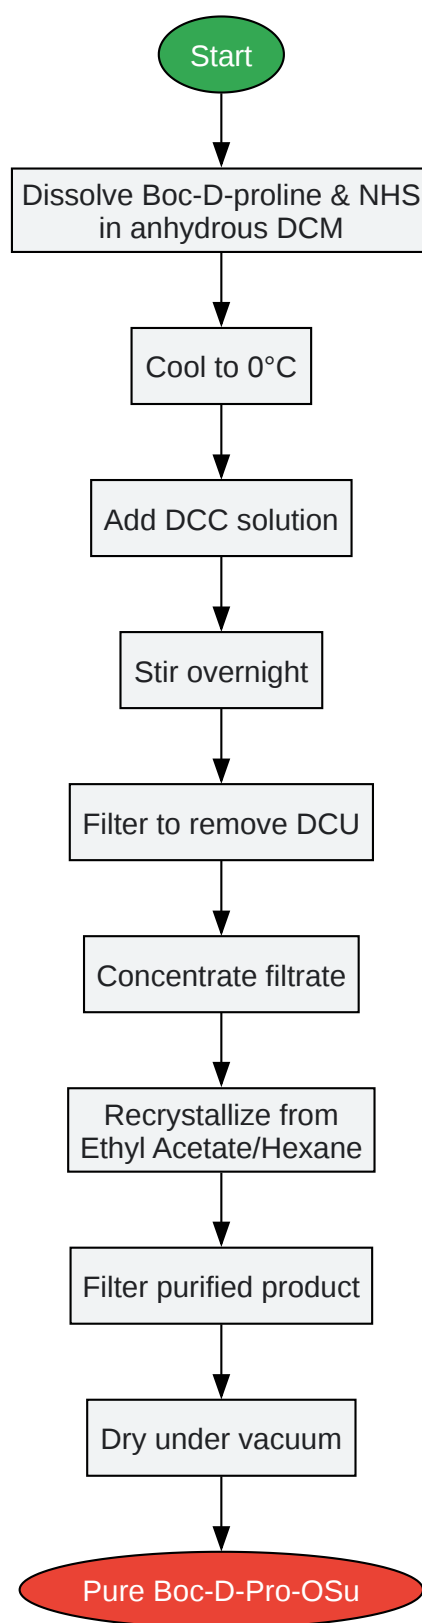 Start
Dissolve Boc-D-proline & NHS
in anhydrous DCM
Cool to 0°C
Add DCC solution
Stir overnight
Filter to remove DCU
Concentrate filtrate
Recrystallize from
Ethyl Acetate/Hexane
Filter purified product
Dry under vacuum
Pure Boc-D-Pro-OSu